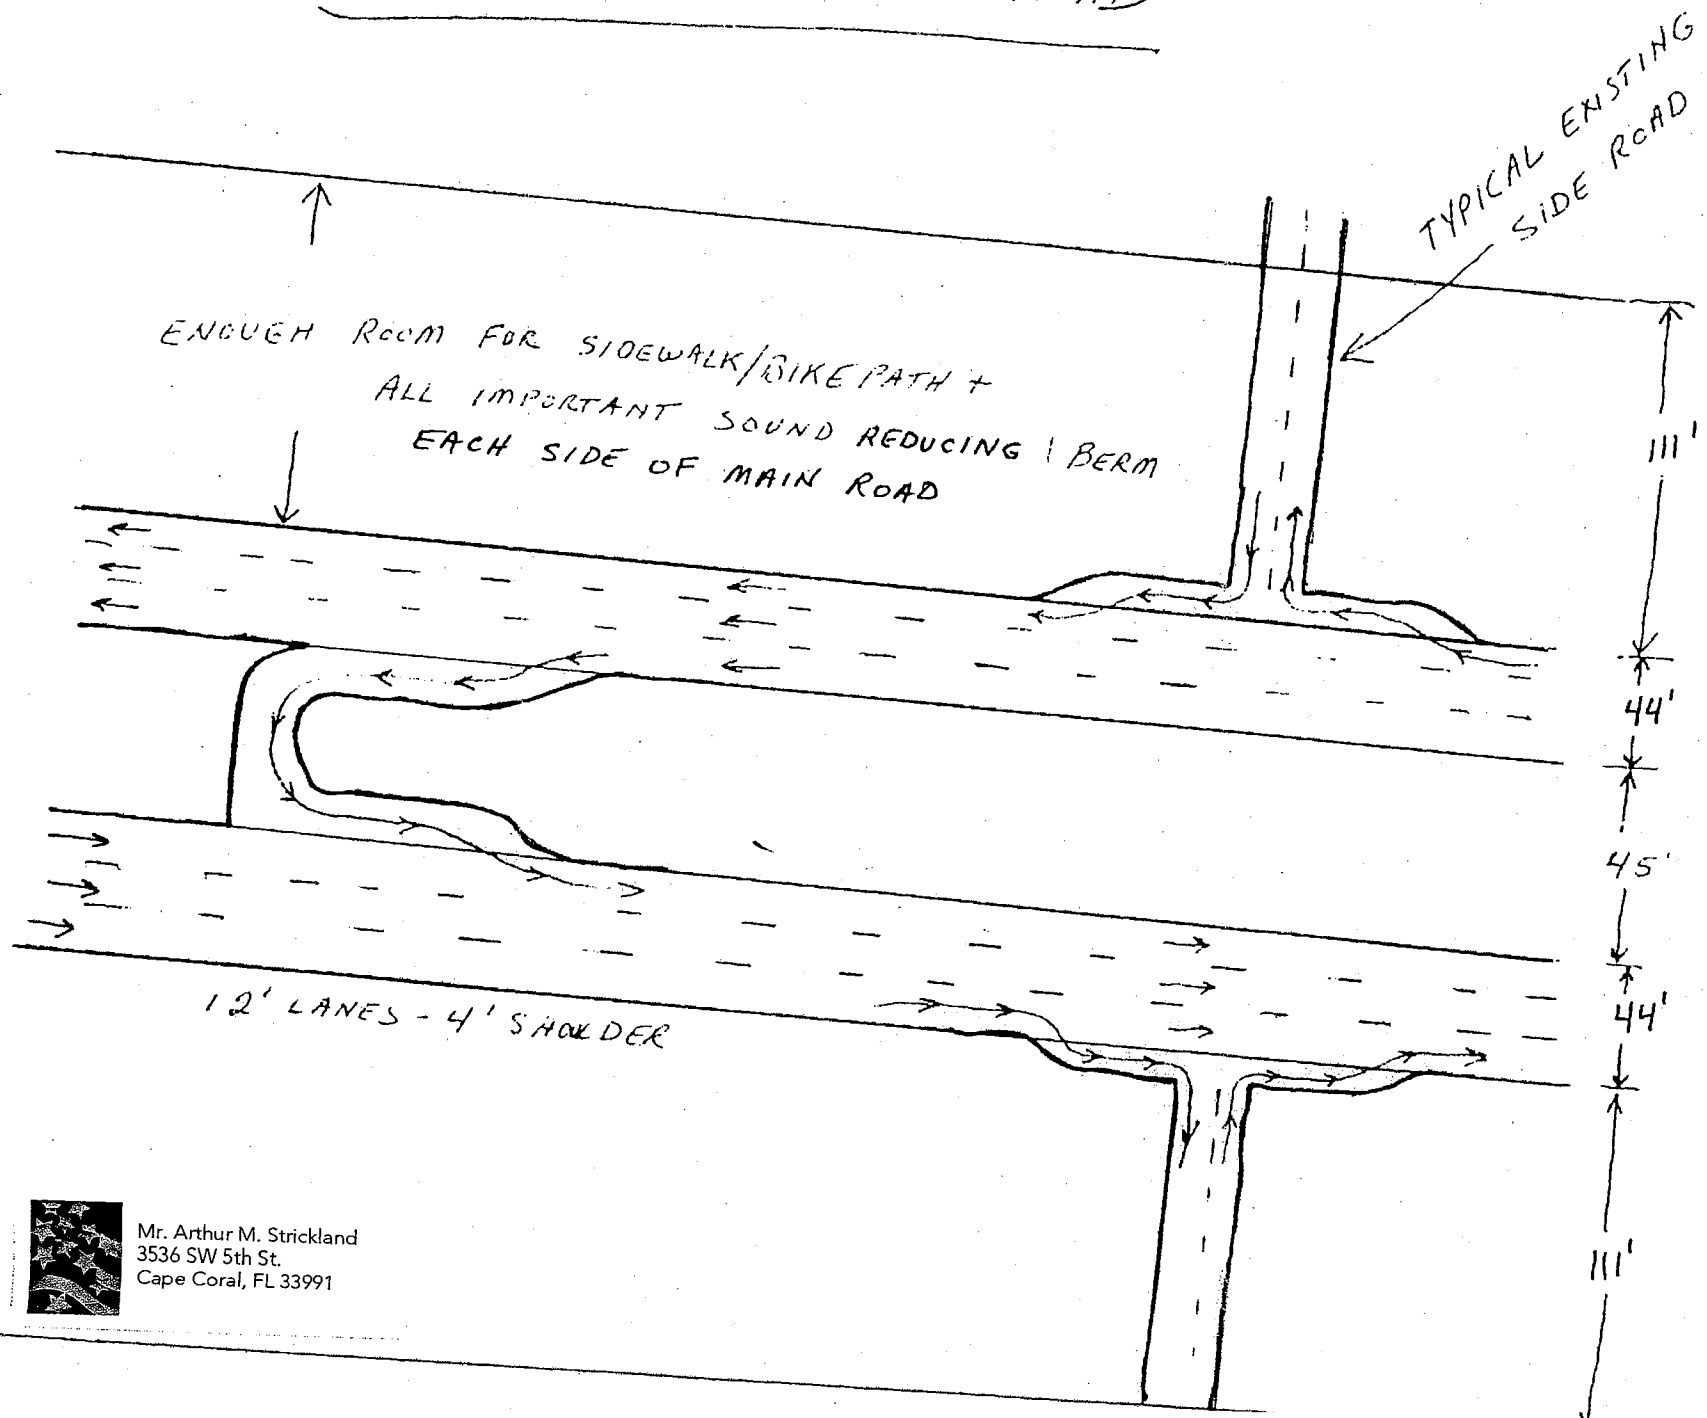 TYPICAL EXISTING
SIDE ROAD
ENOUGH ROOM FOR SIDEWALK/BIKE PATH +
ALL IMPORTANT SOUND REDUCING BERM
EACH SIDE OF MAIN ROAD
111'
44'
45'
44'
12' LANES - 4' SHOULDER
111'
Mr. Arthur M. Strickland
3536 SW 5th St.
Cape Coral, FL 33991